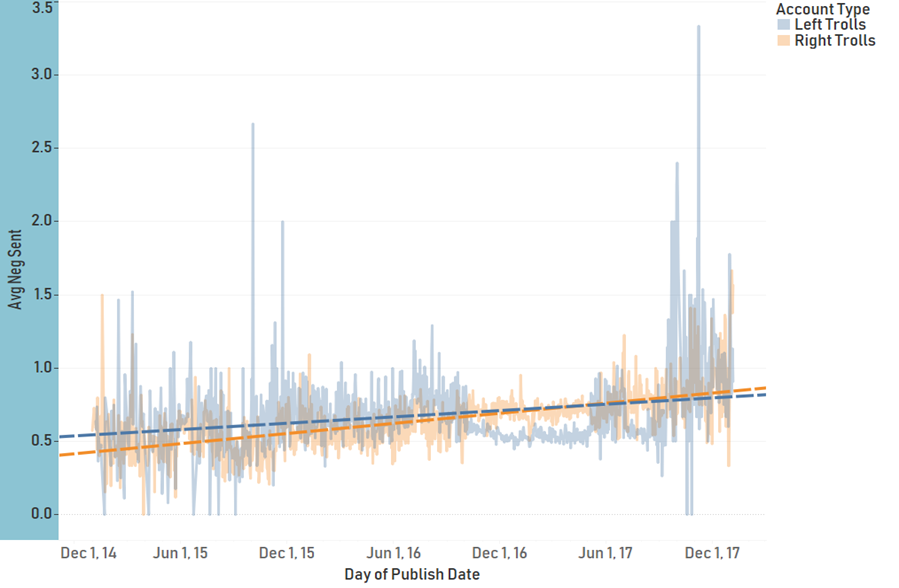 Account Type
Left Trolls
Right Trolls
3.5
3.0
2.5
2.0
1.5
1.0
0.5
0.0
Avg Neg Sent
Dec 1, 14 Jun 1, 15 Dec 1, 15 Jun 1, 16 Dec 1, 16 Jun 1, 17 Dec 1, 17
Day of Publish Date